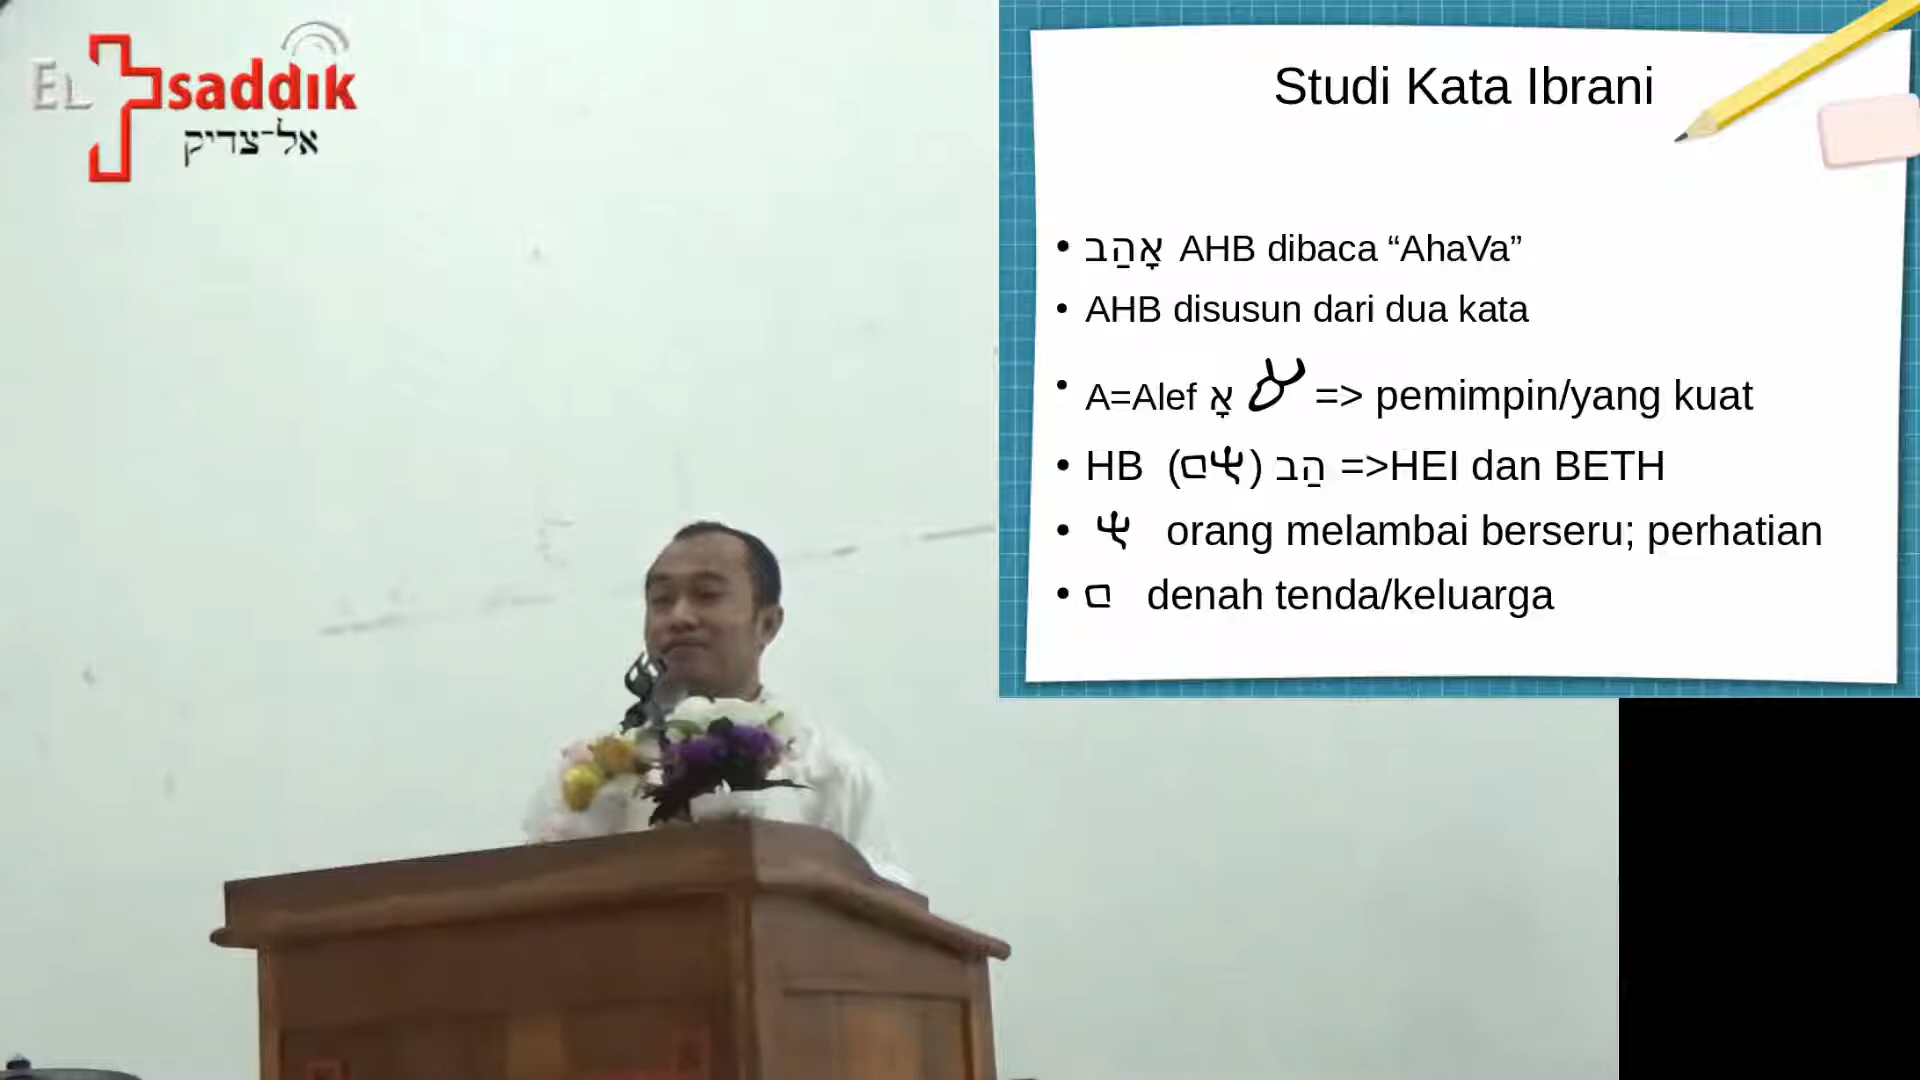 EL saddik
אל־צדיק
Studi Kata Ibrani
• אָהַב AHB dibaca “AhaVa”
• AHB disusun dari dua kata
• A=Alef אָ => pemimpin/yang kuat
• HB () הַב =>HEI dan BETH
• orang melambai berseru; perhatian
• denah tenda/keluarga